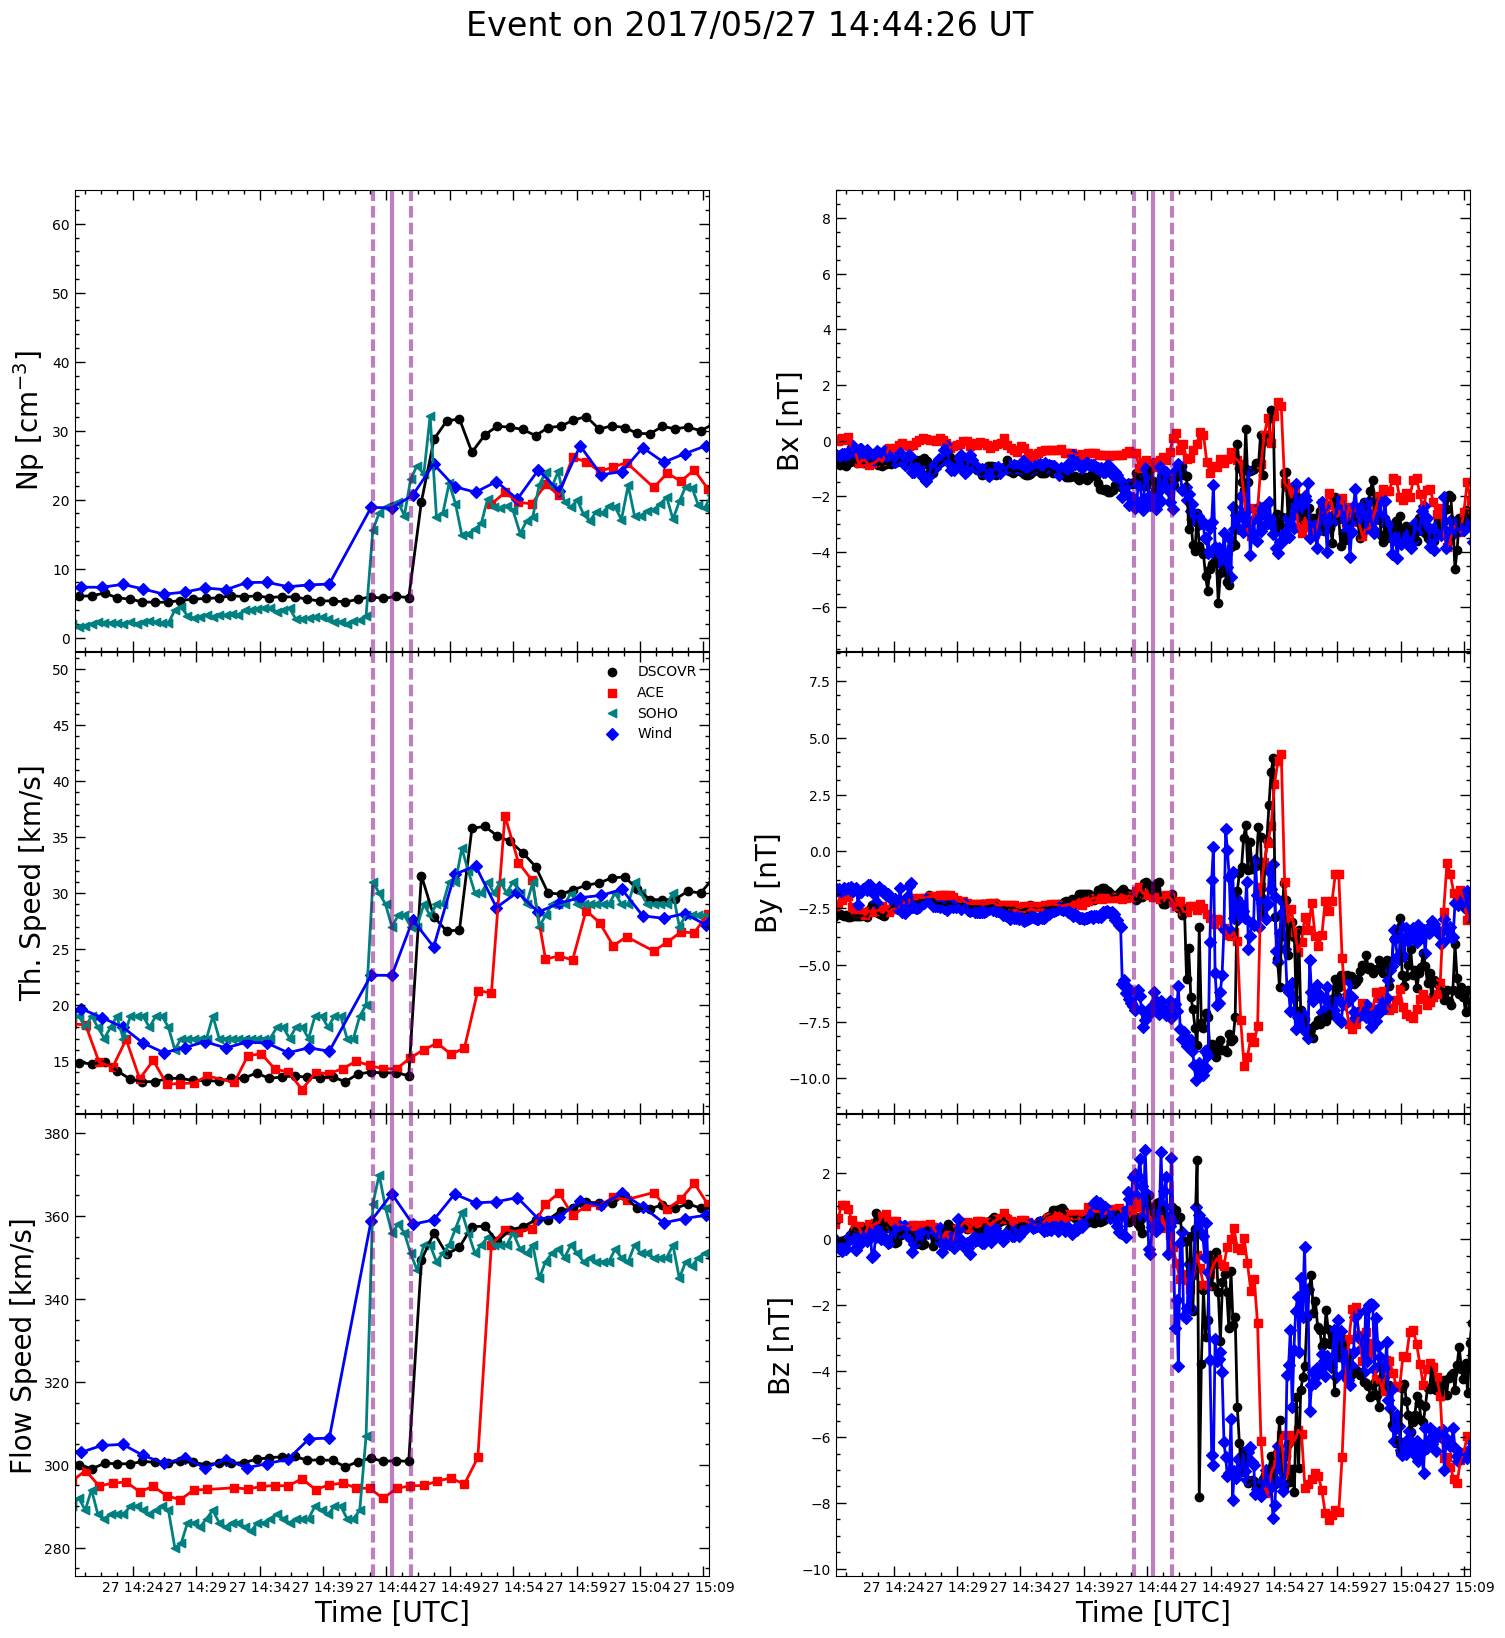 Event on 2017/05/27 14:44:26 UT
Np [cm⁻³]
60
50
40
30
20
10
0
Bx [nT]
8
6
4
2
0
−2
−4
−6
Th. Speed [km/s]
50
45
40
35
30
25
20
15
DSCOVR
ACE
SOHO
Wind
By [nT]
7.5
5.0
2.5
0.0
−2.5
−5.0
−7.5
−10.0
Flow Speed [km/s]
380
360
340
320
300
280
Bz [nT]
2
0
−2
−4
−6
−8
−10
27 14:24 27 14:29 27 14:34 27 14:39 27 14:44 27 14:49 27 14:54 27 14:59 27 15:04 27 15:09
Time [UTC]
27 14:24 27 14:29 27 14:34 27 14:39 27 14:44 27 14:49 27 14:54 27 14:59 27 15:04 27 15:09
Time [UTC]